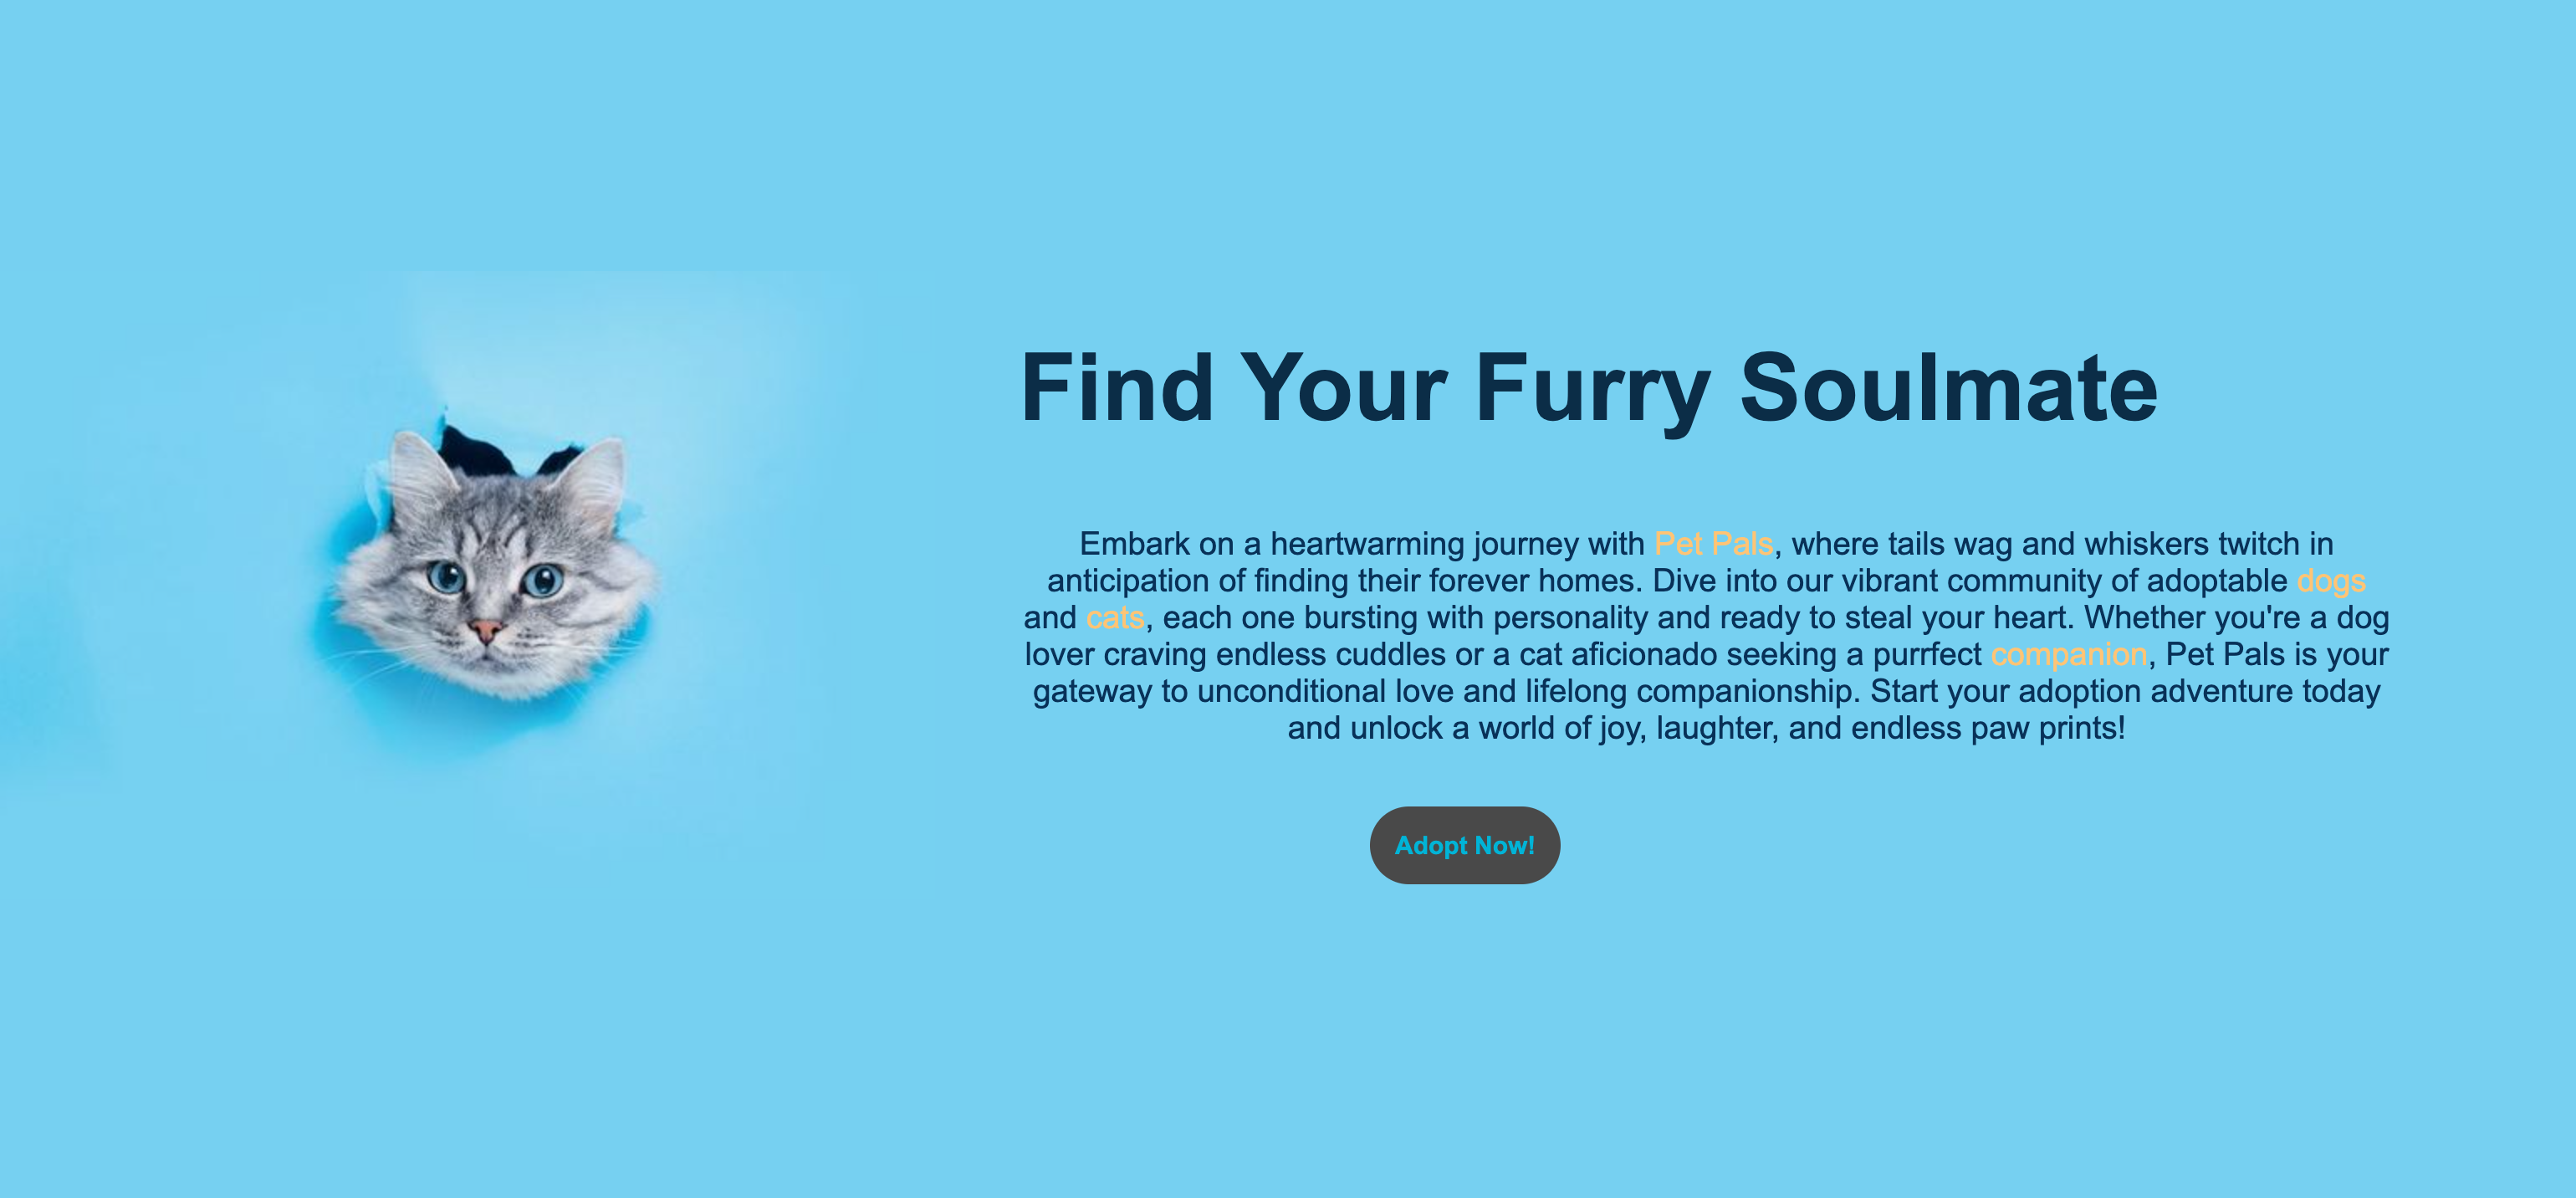 Find Your Furry Soulmate
Embark on a heartwarming journey with Pet Pals, where tails wag and whiskers twitch in
anticipation of finding their forever homes. Dive into our vibrant community of adoptable dogs
and cats, each one bursting with personality and ready to steal your heart. Whether you're a dog
lover craving endless cuddles or a cat aficionado seeking a purrfect companion, Pet Pals is your
gateway to unconditional love and lifelong companionship. Start your adoption adventure today
and unlock a world of joy, laughter, and endless paw prints!
Adopt Now!